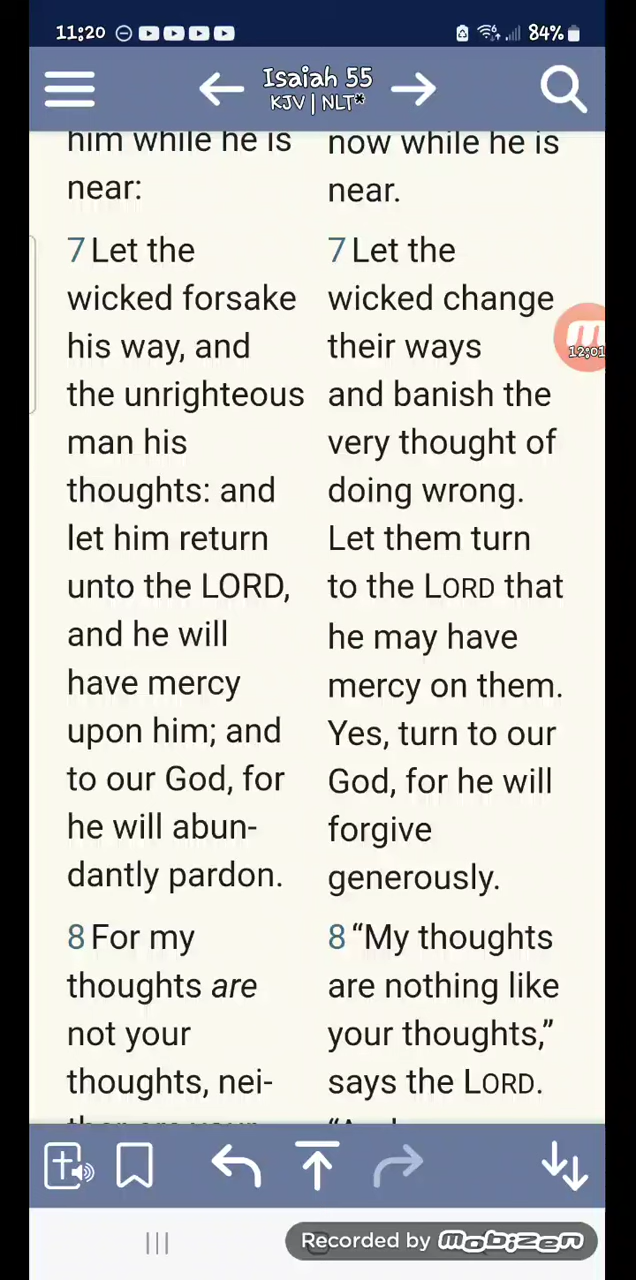 11:20
84%
Isaiah 55
KJV | NLT*
him while he is
near:
7 Let the
wicked forsake
his way, and
the unrighteous
man his
thoughts: and
let him return
unto the LORD,
and he will
have mercy
upon him; and
to our God, for
he will abun-
dantly pardon.
8 For my
thoughts are
not your
thoughts, nei-
now while he is
near.
7 Let the
wicked change
their ways
and banish the
very thought of
doing wrong.
Let them turn
to the LORD that
he may have
mercy on them.
Yes, turn to our
God, for he will
forgive
generously.
8 “My thoughts
are nothing like
your thoughts,”
says the LORD.
12;01
Recorded by mobizen